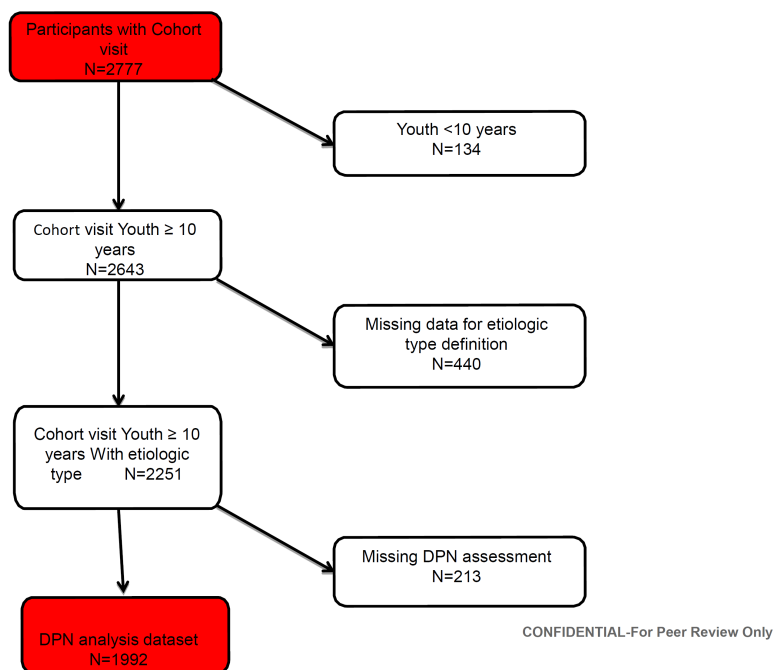 Participants with Cohort
visit
N=2777
Youth <10 years
N=134
Cohort visit Youth ≥ 10
years
N=2643
Missing data for etiologic
type definition
N=440
Cohort visit Youth ≥ 10
years With etiologic
type N=2251
Missing DPN assessment
N=213
DPN analysis dataset
N=1992
CONFIDENTIAL-For Peer Review Only